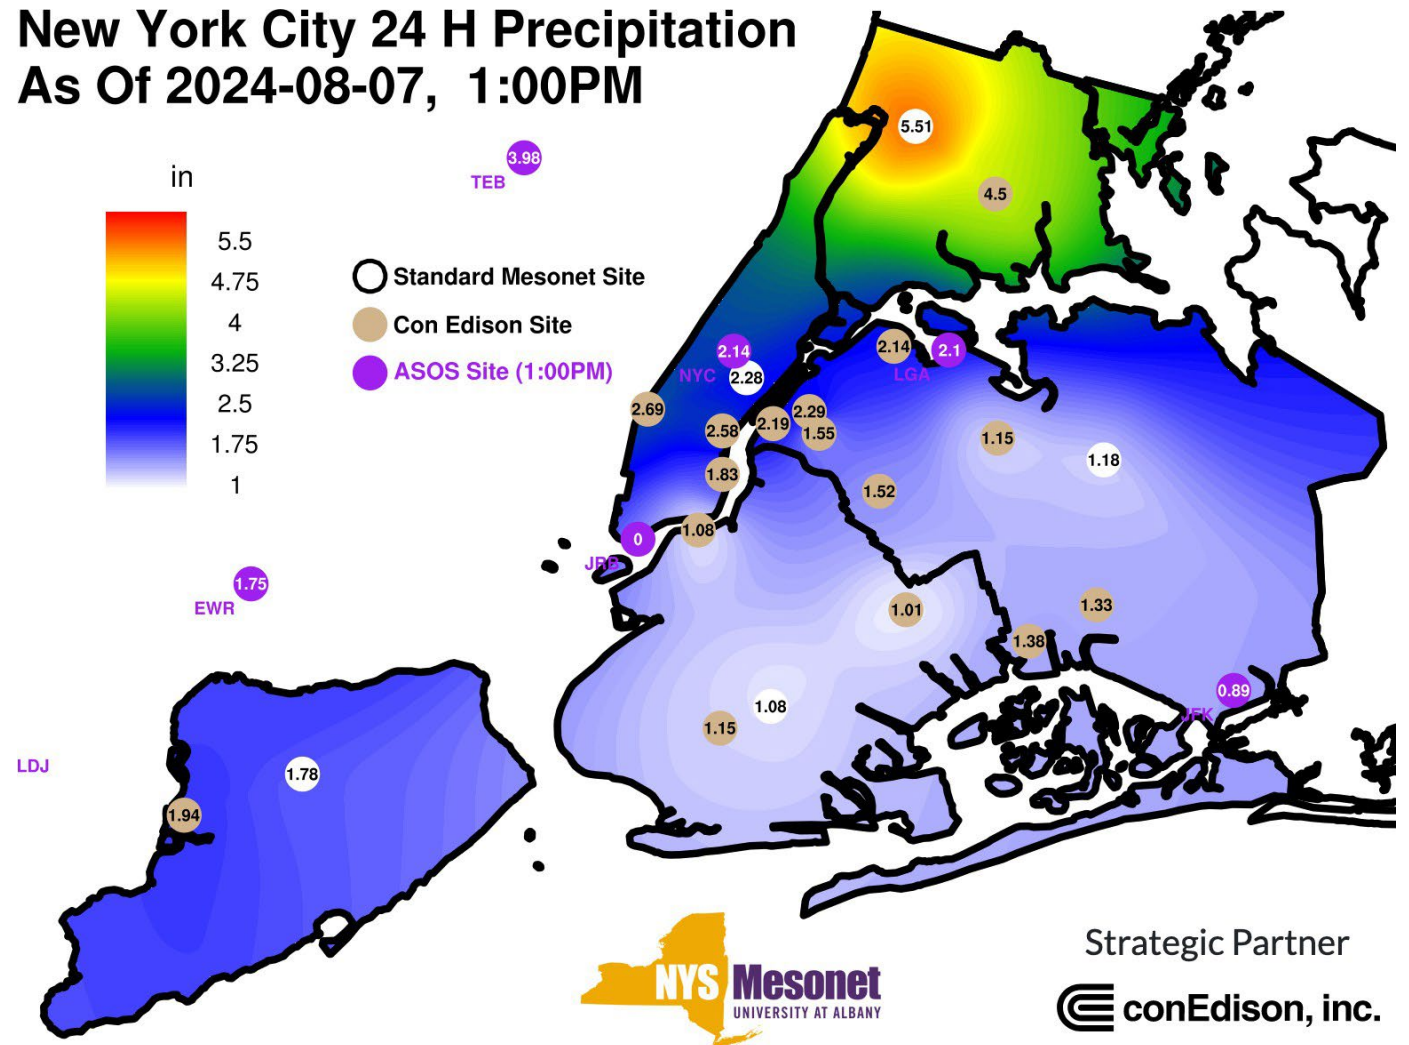 New York City 24 H Precipitation
As Of 2024-08-07, 1:00PM
in
5.5
4.75
4
3.25
2.5
1.75
1
Standard Mesonet Site
Con Edison Site
ASOS Site (1:00PM)
3.98
TEB
5.51
4.5
2.14
NYC
2.28
2.14
2.1
LGA
2.69
2.58
2.19
2.29
1.55
1.15
1.18
1.83
1.52
1.08
0
JRB
1.75
EWR
1.01
1.33
1.38
0.89
JFK
1.08
1.15
LDJ
1.78
1.94
NYS Mesonet
UNIVERSITY AT ALBANY
Strategic Partner
conEdison, inc.